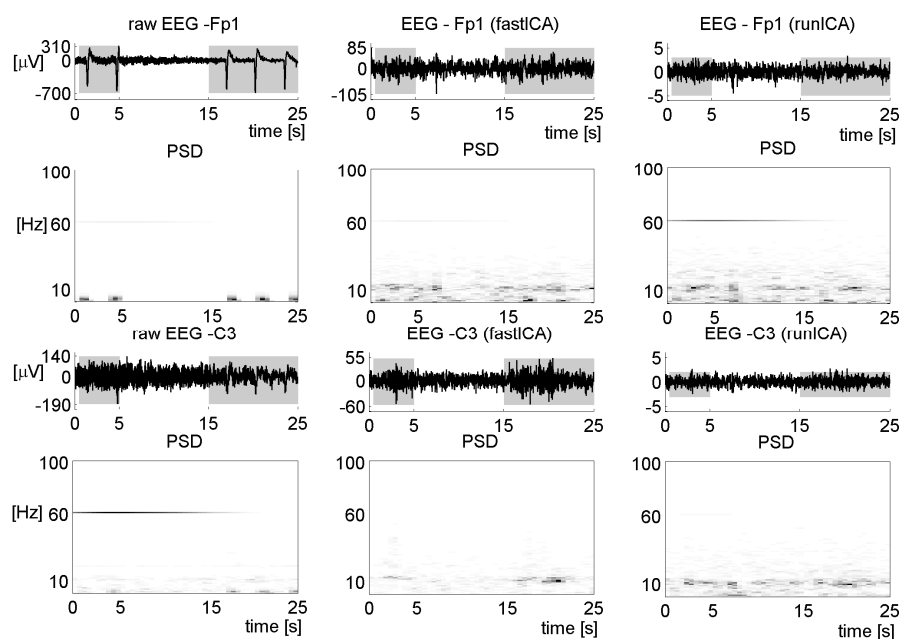 raw EEG -Fp1
EEG - Fp1 (fastICA)
EEG - Fp1 (runICA)
[μV]
310
0
-700
0 5 15 25
time [s]
85
0
-105
0 5 15 25
time [s]
5
0
-5
0 5 15 25
time [s]
PSD
PSD
PSD
[Hz]
100
60
10
0 5 15 25
100
60
10
0 5 15 25
100
60
10
0 5 15 25
raw EEG -C3
EEG -C3 (fastICA)
EEG -C3 (runICA)
[μV]
140
0
-190
0 5 15 25
55
0
-60
0 5 15 25
5
0
-5
0 5 15 25
PSD
PSD
PSD
[Hz]
100
60
10
0 5 15 25
time [s]
100
60
10
0 5 15 25
time [s]
100
60
10
0 5 15 25
time [s]